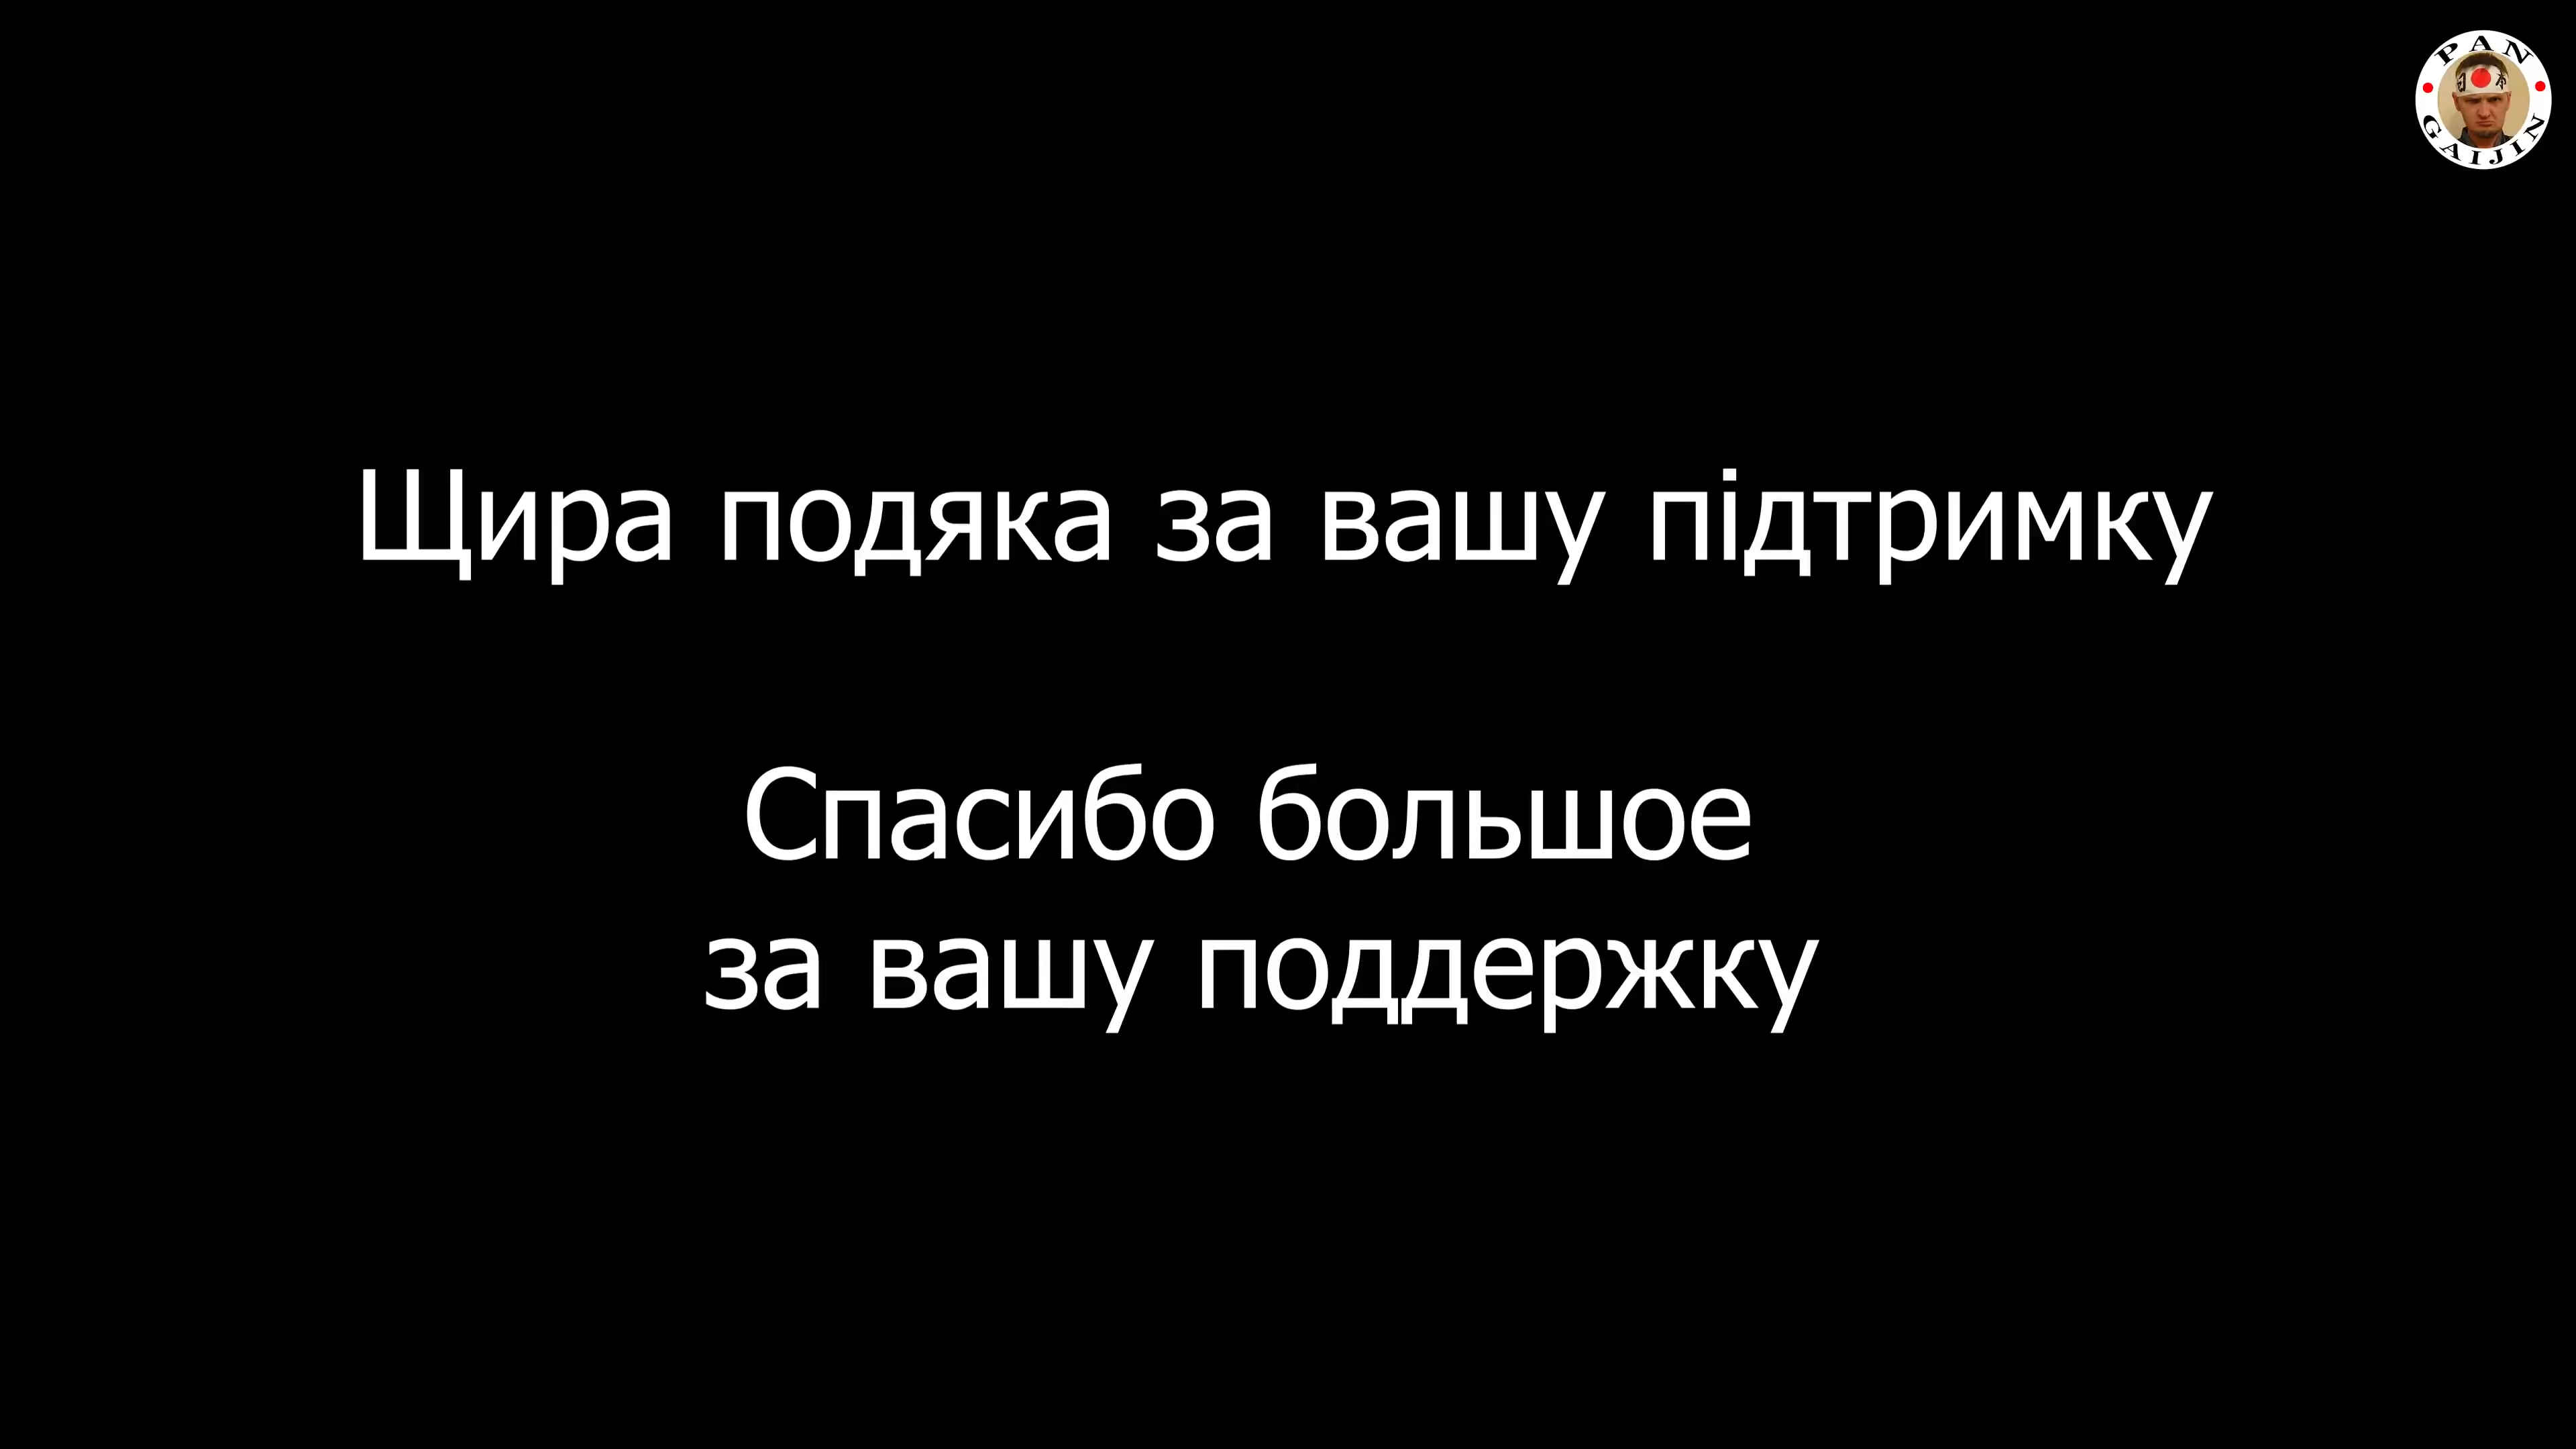 PAN
GAIJIN
Щира подяка за вашу підтримку
Спасибо большое
за вашу поддержку